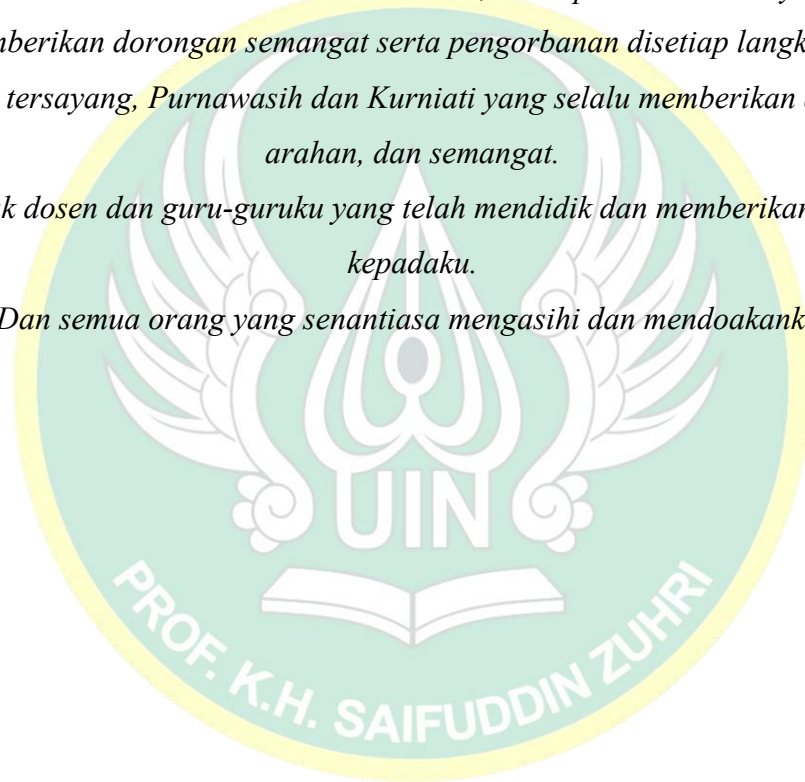 mberikan dorongan semangat serta pengorbanan disetiap langk
tersayang, Purnawasih dan Kurniati yang selalu memberikan
arahan, dan semangat.
ak dosen dan guru-guruku yang telah mendidik dan memberikan
kepadaku.
Dan semua orang yang senantiasa mengasihi dan mendoakank
UIN
PROF. K.H. SAIFUDDIN ZUHRI